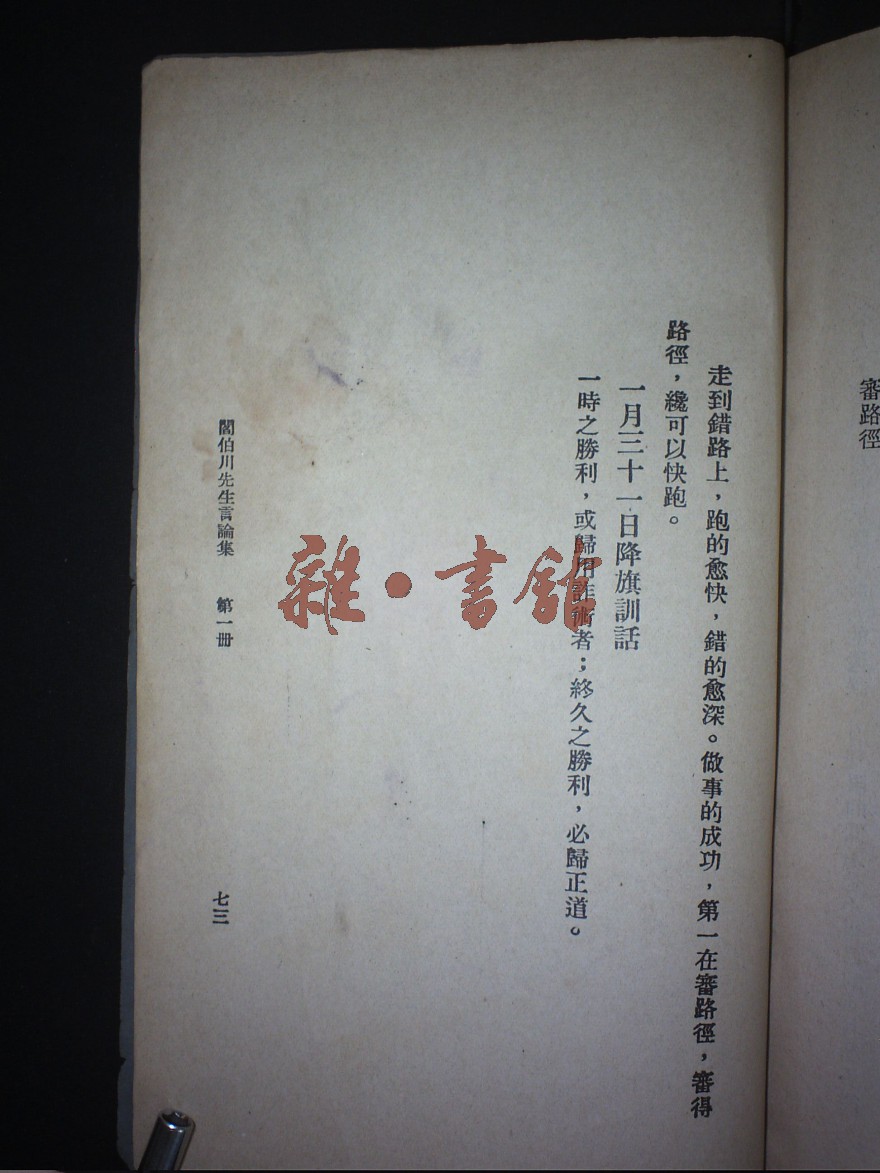 審路徑
走到錯路上，跑的愈快，錯的愈深。做事的成功，第一在審路徑，審得
路徑，纔可以快跑。
一月三十一日降旗訓話
一時之勝利，或歸用詐術者；終久之勝利，必歸正道。
閻伯川先生言論集　第一册
七三
雜·書館